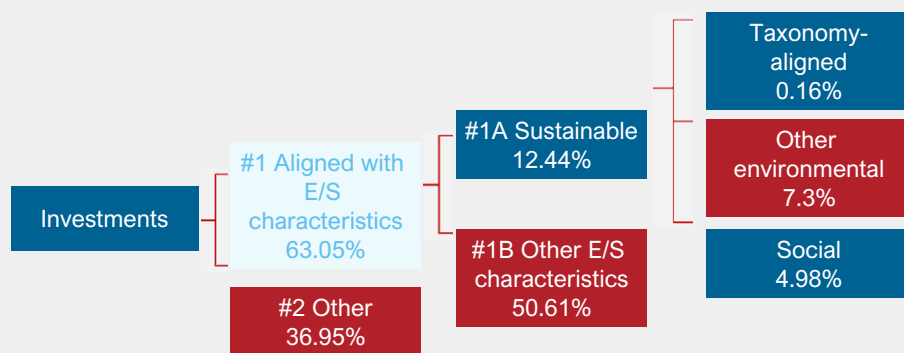 Investments
#1 Aligned with
E/S
characteristics
63.05%
#2 Other
36.95%
#1A Sustainable
12.44%
#1B Other E/S
characteristics
50.61%
Taxonomy-
aligned
0.16%
Other
environmental
7.3%
Social
4.98%